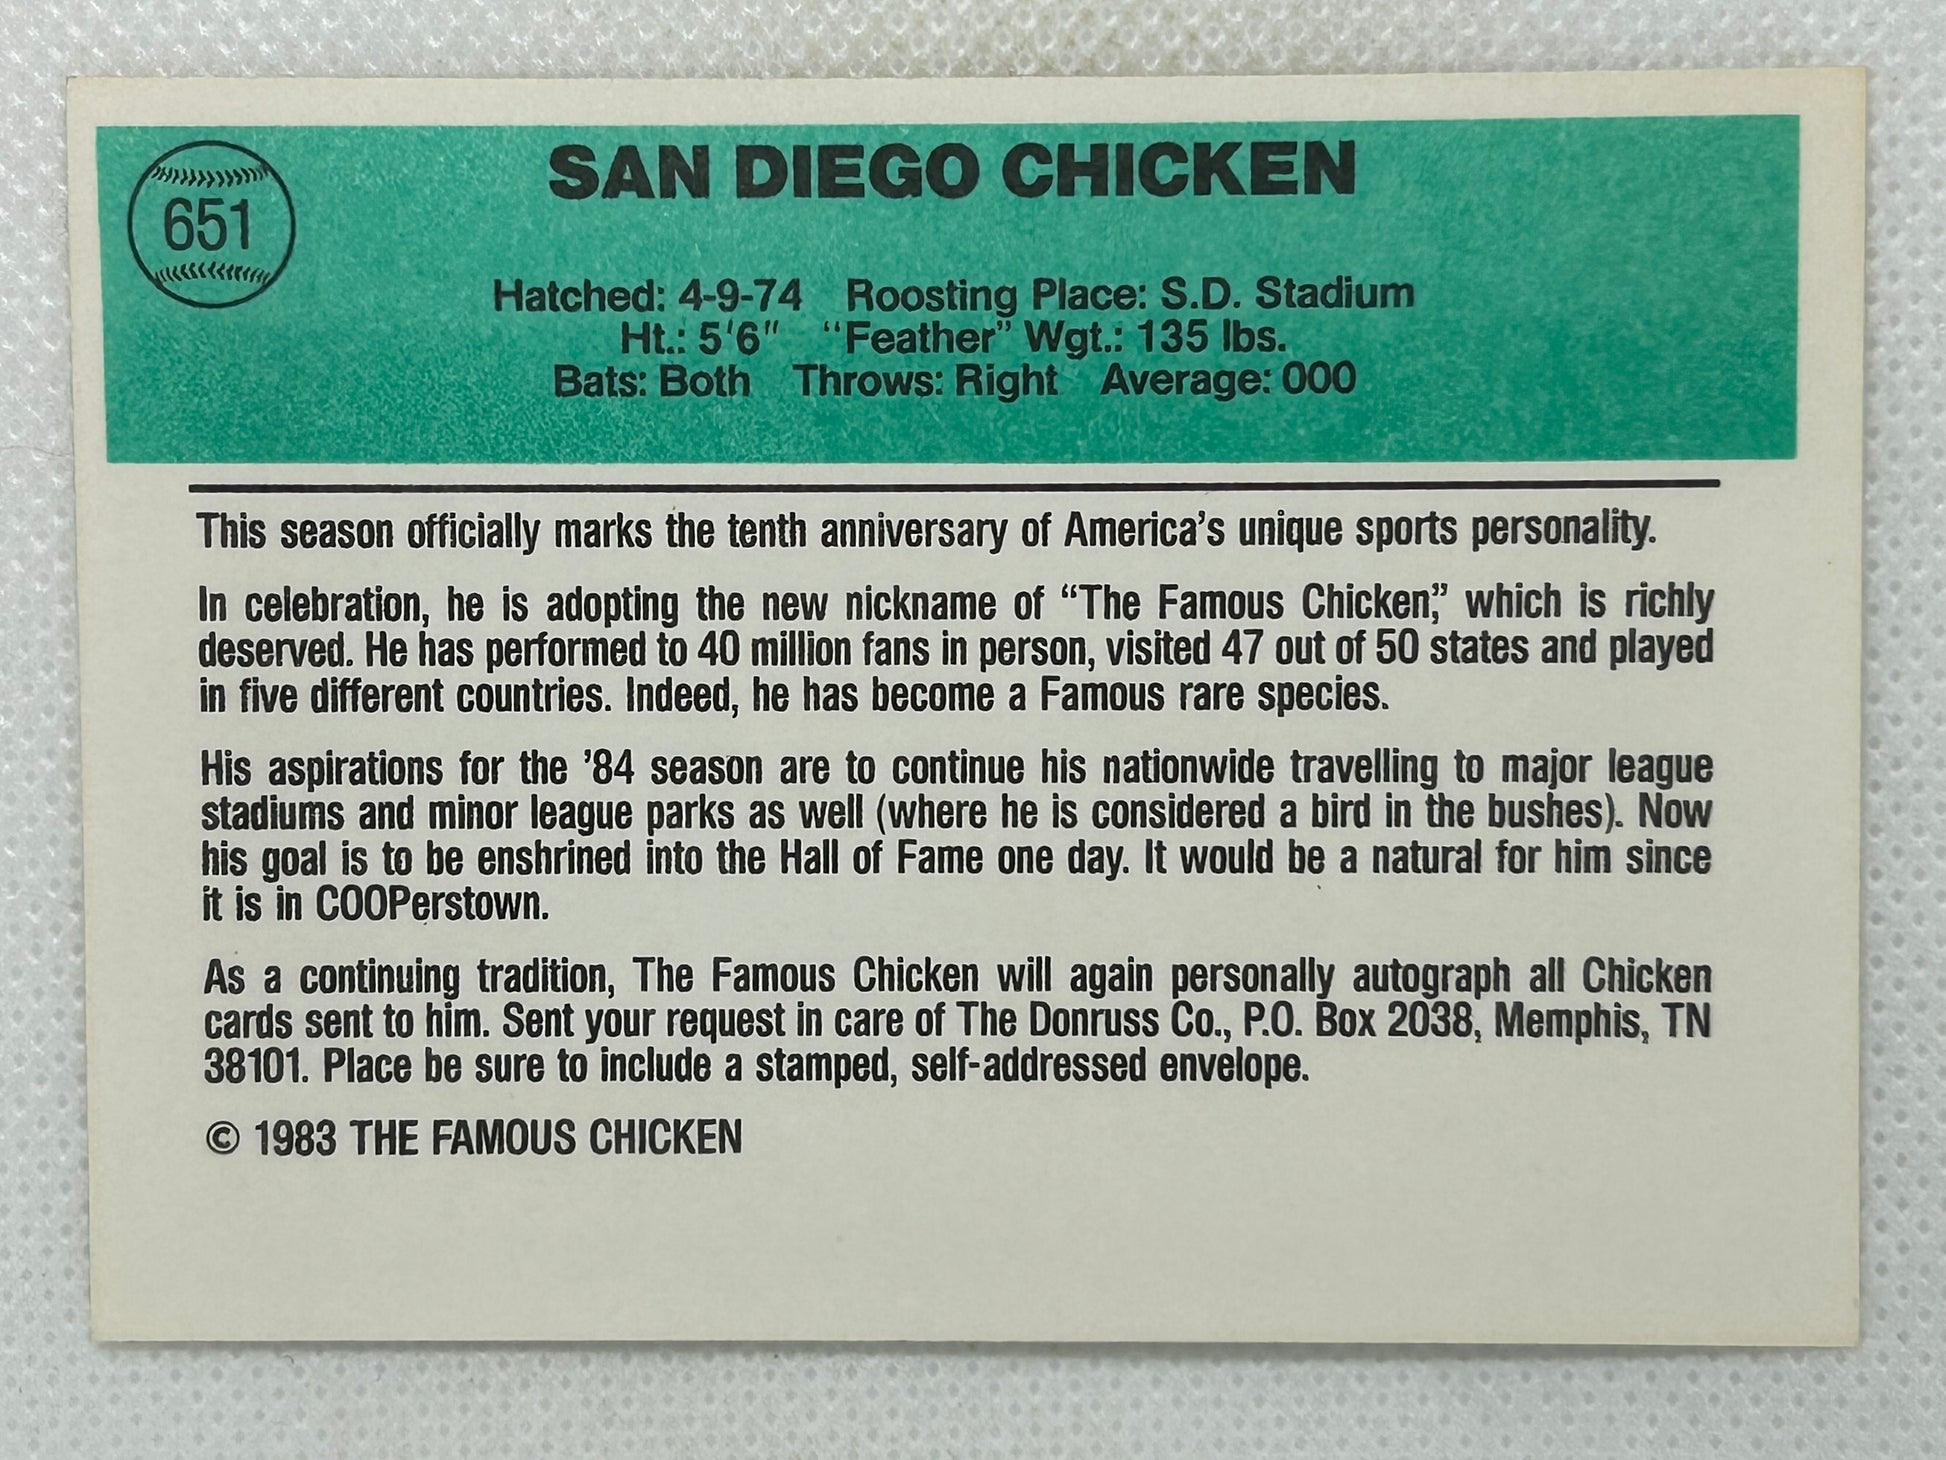 651
SAN DIEGO CHICKEN
Hatched: 4-9-74 Roosting Place: S.D. Stadium
Ht.: 5'6" "Feather" Wgt.: 135 lbs.
Bats: Both Throws: Right Average: 000
This season officially marks the tenth anniversary of America's unique sports personality.
In celebration, he is adopting the new nickname of "The Famous Chicken," which is richly
deserved. He has performed to 40 million fans in person, visited 47 out of 50 states and played
in five different countries. Indeed, he has become a Famous rare species.
His aspirations for the '84 season are to continue his nationwide travelling to major league
stadiums and minor league parks as well (where he is considered a bird in the bushes). Now
his goal is to be enshrined into the Hall of Fame one day. It would be a natural for him since
it is in COOPerstown.
As a continuing tradition, The Famous Chicken will again personally autograph all Chicken
cards sent to him. Sent your request in care of The Donruss Co., P.O. Box 2038, Memphis, TN
38101. Place be sure to include a stamped, self-addressed envelope.
© 1983 THE FAMOUS CHICKEN